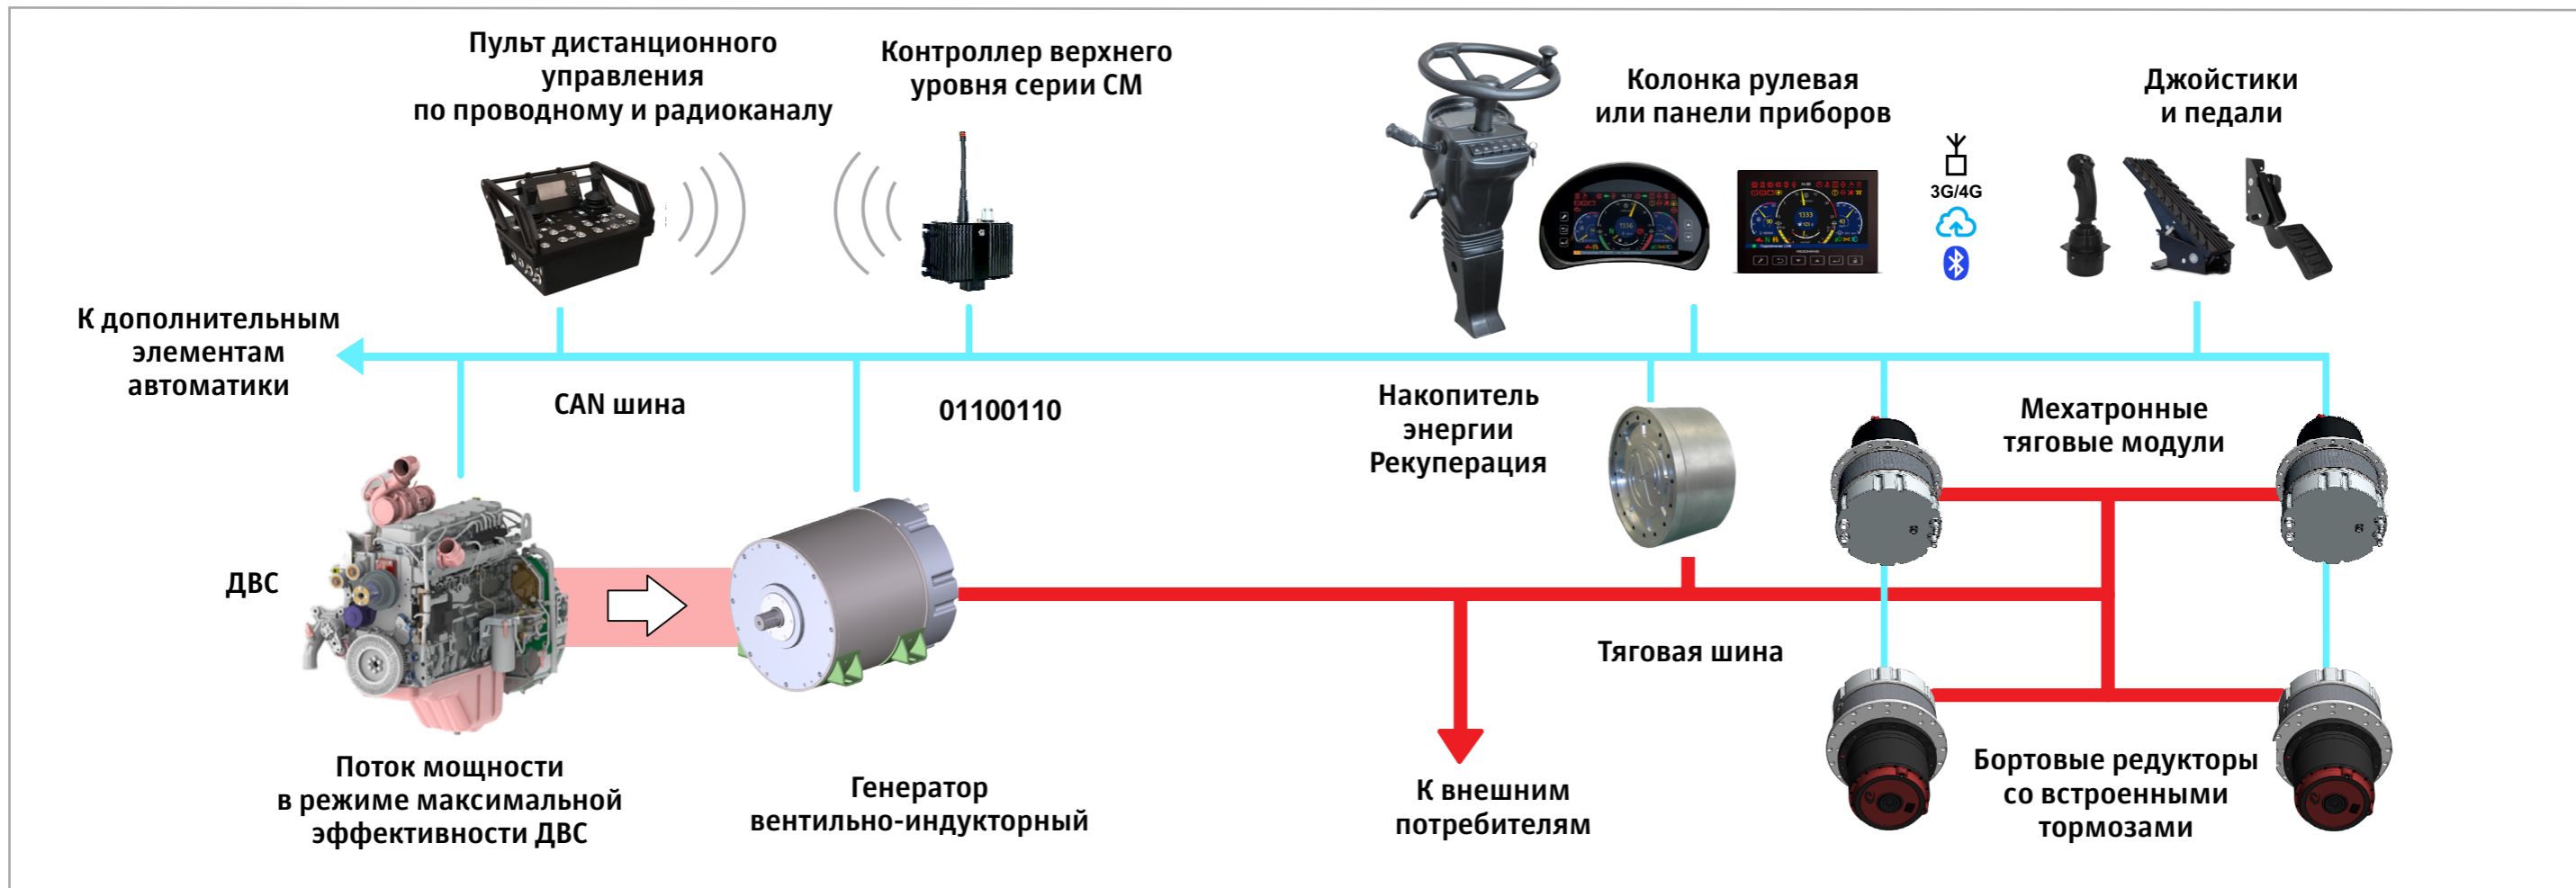 Пульт дистанционного
управления
по проводному и радиоканалу
Контроллер верхнего
уровня серии СМ
Колонка рулевая
или панели приборов
3G/4G
Джойстики
и педали
К дополнительным
элементам
автоматики
CAN шина
01100110
Накопитель
энергии
Рекуперация
Мехатронные
тяговые модули
ДВС
Тяговая шина
Поток мощности
в режиме максимальной
эффективности ДВС
Генератор
вентильно-индукторный
К внешним
потребителям
Бортовые редукторы
со встроенными
тормозами